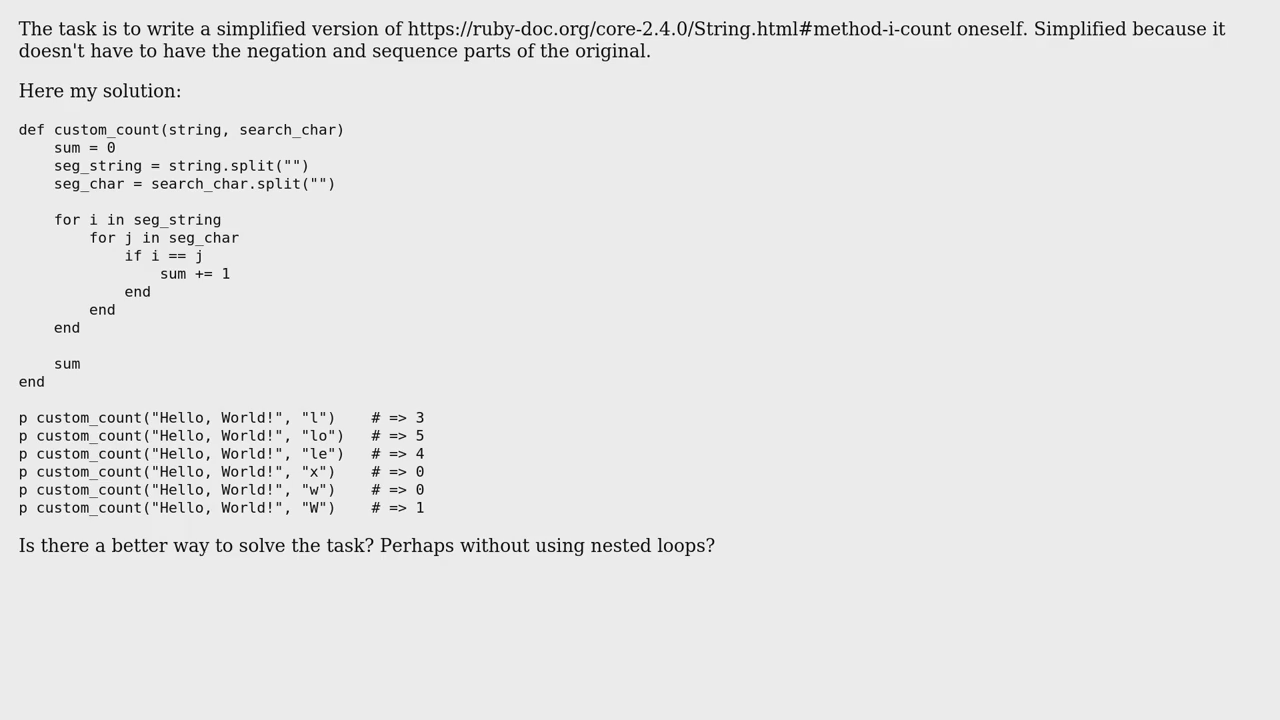 The task is to write a simplified version of https://ruby-doc.org/core-2.4.0/String.html#method-i-count oneself. Simplified because it
doesn't have to have the negation and sequence parts of the original.
Here my solution:
def custom_count(string, search_char)
    sum = 0
    seg_string = string.split("")
    seg_char = search_char.split("")
    for i in seg_string
        for j in seg_char
            if i == j
                sum += 1
            end
        end
    end
    sum
end
p custom_count("Hello, World!", "l")    # => 3
p custom_count("Hello, World!", "lo")   # => 5
p custom_count("Hello, World!", "le")   # => 4
p custom_count("Hello, World!", "x")    # => 0
p custom_count("Hello, World!", "w")    # => 0
p custom_count("Hello, World!", "W")    # => 1
Is there a better way to solve the task? Perhaps without using nested loops?